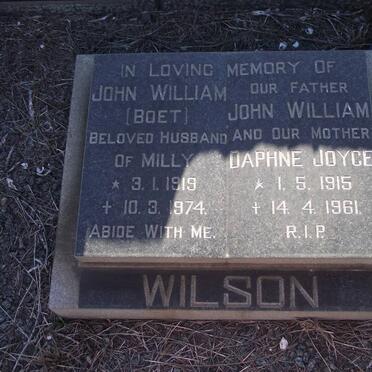 IN LOVING MEMORY OF
JOHN WILLIAM
(BOET)
BELOVED HUSBAND
OF MILLY
* 3.1.1919
† 10.3.1974.
ABIDE WITH ME.
OUR FATHER
JOHN WILLIAM
AND OUR MOTHER
DAPHNE JOYCE
* 1.5.1915
† 14.4.1961.
R.I.P.
WILSON